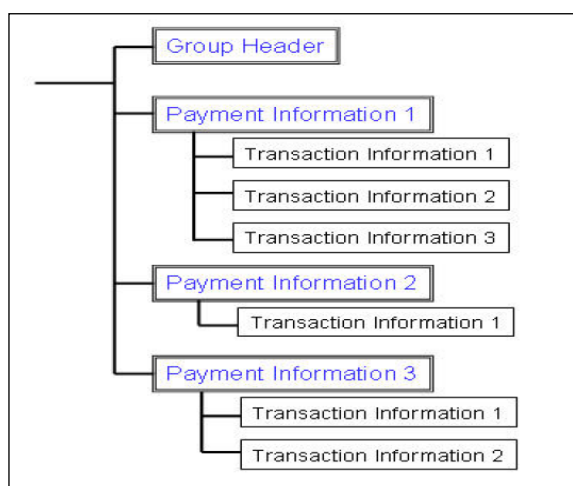 Group Header
Payment Information 1
Transaction Information 1
Transaction Information 2
Transaction Information 3
Payment Information 2
Transaction Information 1
Payment Information 3
Transaction Information 1
Transaction Information 2